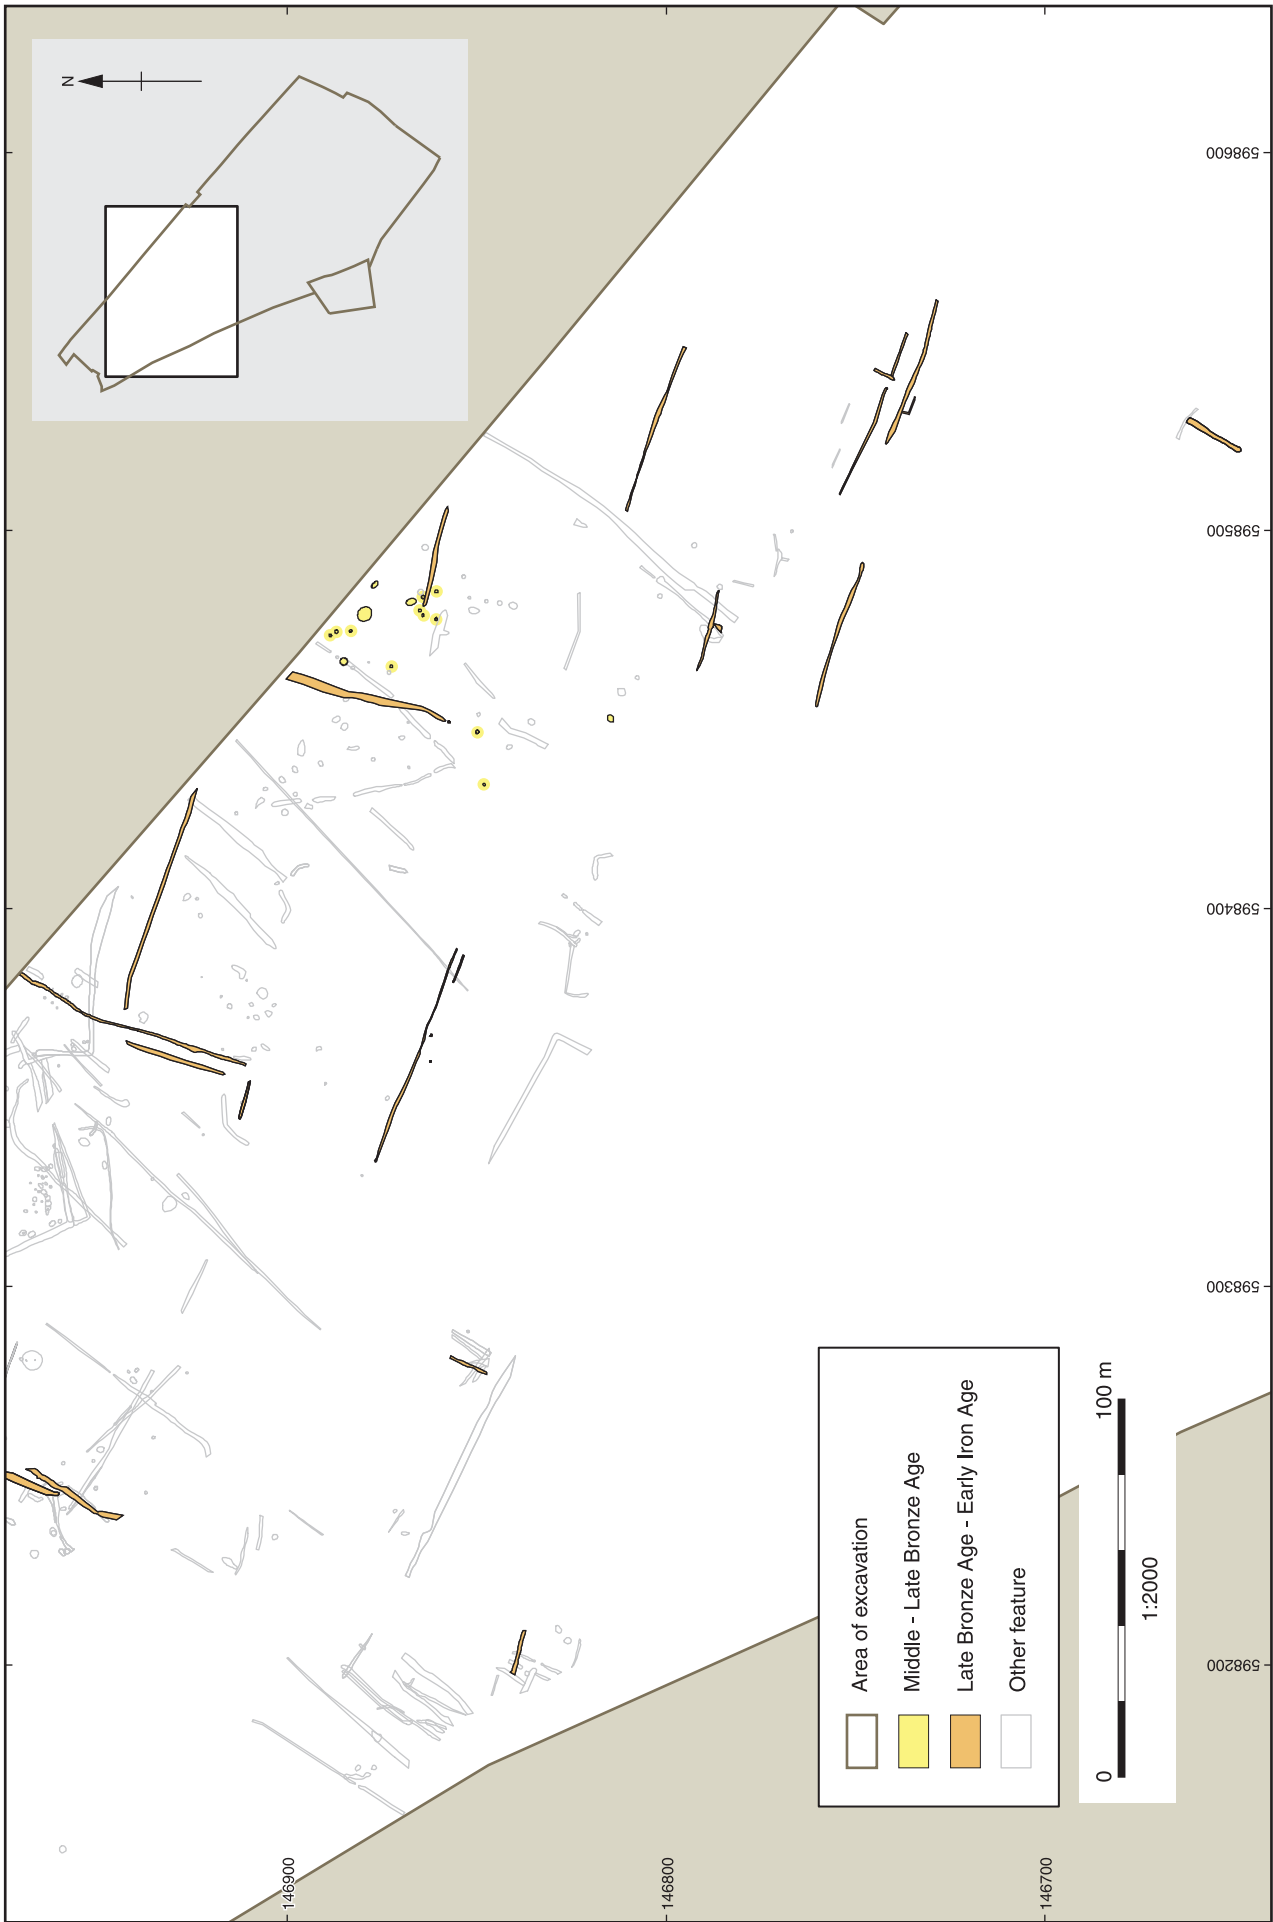 N
598600
598500
598400
598300
598200
146900
146800
146700
Area of excavation
Middle - Late Bronze Age
Late Bronze Age - Early Iron Age
Other feature
0
100 m
1:2000